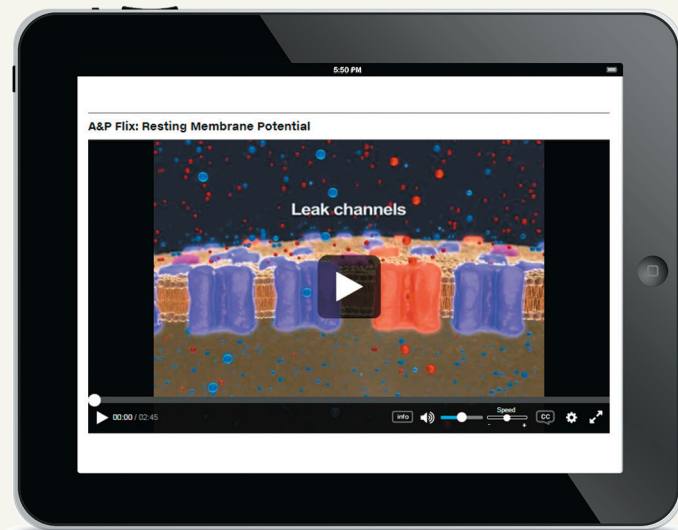 5:50 PM
A&P Flix: Resting Membrane Potential
Leak channels
00:00 / 02:45
info
Speed
- +
CC